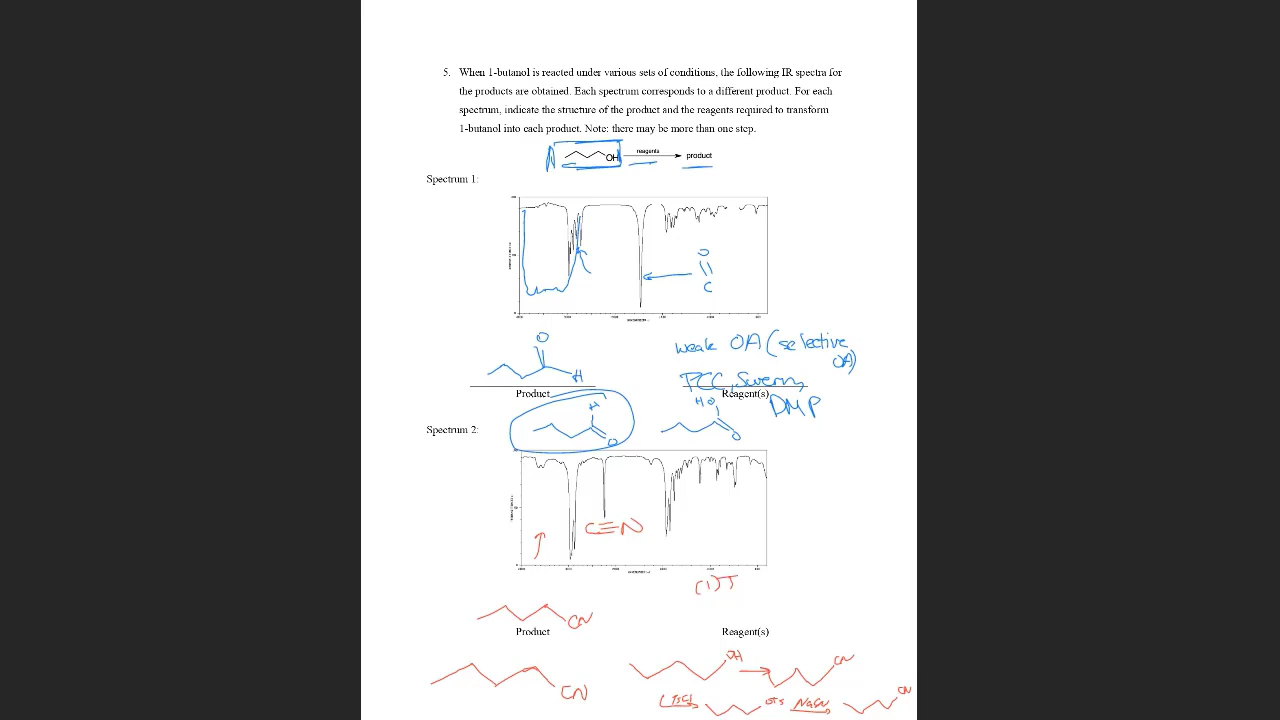 5. When 1-butanol is reacted under various sets of conditions, the following IR spectra for
the products are obtained. Each spectrum corresponds to a different product. For each
spectrum, indicate the structure of the product and the reagents required to transform
1-butanol into each product. Note: there may be more than one step.
OH reagents product
Spectrum 1:
O
C
O
H
weak OA (selective
OA)
PCC, Swern,
DMP
Product Reagent(s)
Spectrum 2:
H
O
HO
O
C≡N
(1) T
CN
Product Reagent(s)
CN
OH CN
TsCl OTs NaCN CN